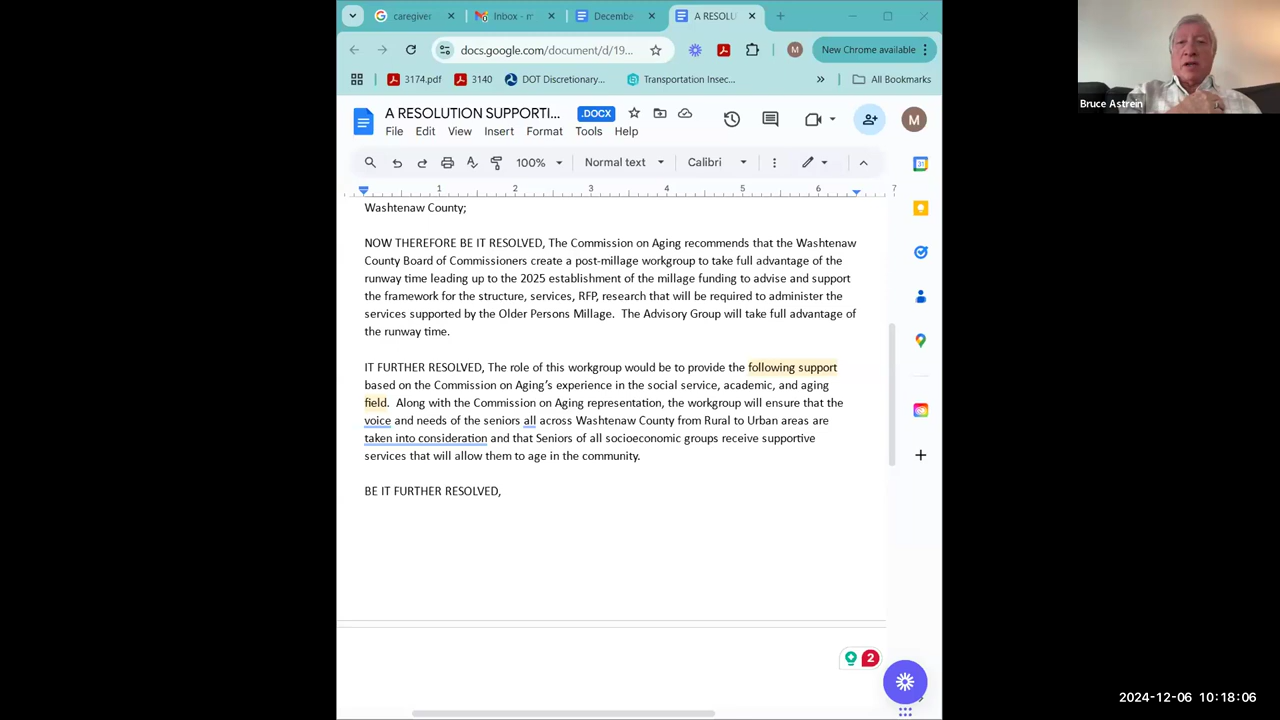 caregiver
Inbox - m
Decembe
A RESOLU
docs.google.com/document/d/19...
M
New Chrome available
3174.pdf
3140
DOT Discretionary...
Transportation Insec...
»
All Bookmarks
A RESOLUTION SUPPORTI...
.DOCX
File Edit View Insert Format Tools Help
M
100%
Normal text
Calibri
1 2 3 4 5 6 7
Washtenaw County;
NOW THEREFORE BE IT RESOLVED, The Commission on Aging recommends that the Washtenaw
County Board of Commissioners create a post-millage workgroup to take full advantage of the
runway time leading up to the 2025 establishment of the millage funding to advise and support
the framework for the structure, services, RFP, research that will be required to administer the
services supported by the Older Persons Millage.  The Advisory Group will take full advantage of
the runway time.
IT FURTHER RESOLVED, The role of this workgroup would be to provide the following support
based on the Commission on Aging’s experience in the social service, academic, and aging
field.  Along with the Commission on Aging representation, the workgroup will ensure that the
voice and needs of the seniors all across Washtenaw County from Rural to Urban areas are
taken into consideration and that Seniors of all socioeconomic groups receive supportive
services that will allow them to age in the community.
BE IT FURTHER RESOLVED,
2
Bruce Astrein
2024-12-06 10:18:06